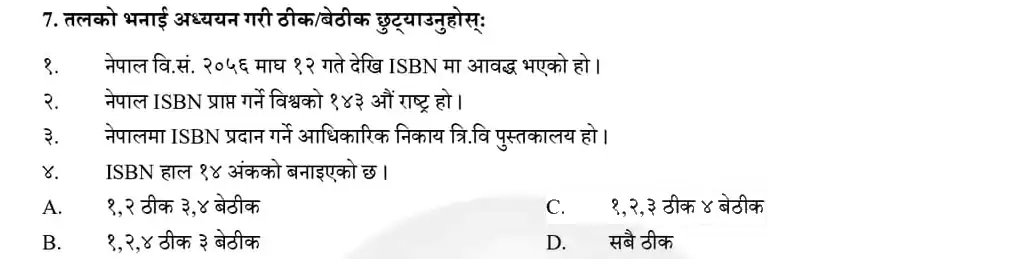 7. तलको भनाई अध्ययन गरी ठीक/बेठीक छुट्याउनुहोस्:
१. नेपाल वि.सं. २०५६ माघ १२ गते देखि ISBN मा आवद्ध भएको हो।
२. नेपाल ISBN प्राप्त गर्ने विश्वको १४३ औं राष्ट्र हो।
३. नेपालमा ISBN प्रदान गर्ने आधिकारिक निकाय त्रि.वि पुस्तकालय हो।
४. ISBN हाल १४ अंकको बनाइएको छ।
A. १,२ ठीक ३,४ बेठीक C. १,२,३ ठीक ४ बेठीक
B. १,२,४ ठीक ३ बेठीक D. सबै ठीक